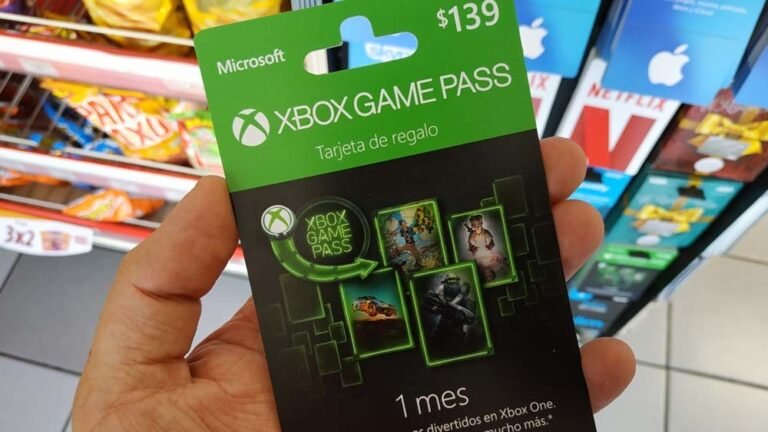 $139
Microsoft
XBOX GAME PASS
Tarjeta de regalo
XBOX
GAME
PASS
1 mes
divertidos en Xbox One.
mucho más.*
NETFLIX
N
3x2